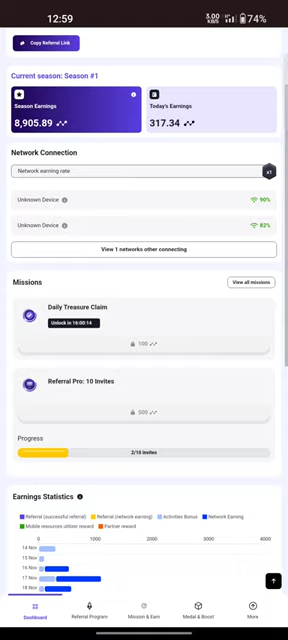 12:59
3.00
KB/S
74%
Copy Referral Link
Current season: Season #1
Season Earnings
8,905.89
Today's Earnings
317.34
Network Connection
Network earning rate
x1
Unknown Device
90%
Unknown Device
82%
View 1 networks other connecting
Missions
View all missions
Daily Treasure Claim
Unlock in 16:00:14
100
Referral Pro: 10 Invites
500
Progress
2/10 invites
Earnings Statistics
Referral (successful referral)
Referral (network earning)
Activities Bonus
Network Earning
Mobile resources utilizer reward
Partner reward
0
1000
2000
3000
4000
14 Nov
15 Nov
16 Nov
17 Nov
18 Nov
Dashboard
Referral Program
Mission & Earn
Medal & Boost
More